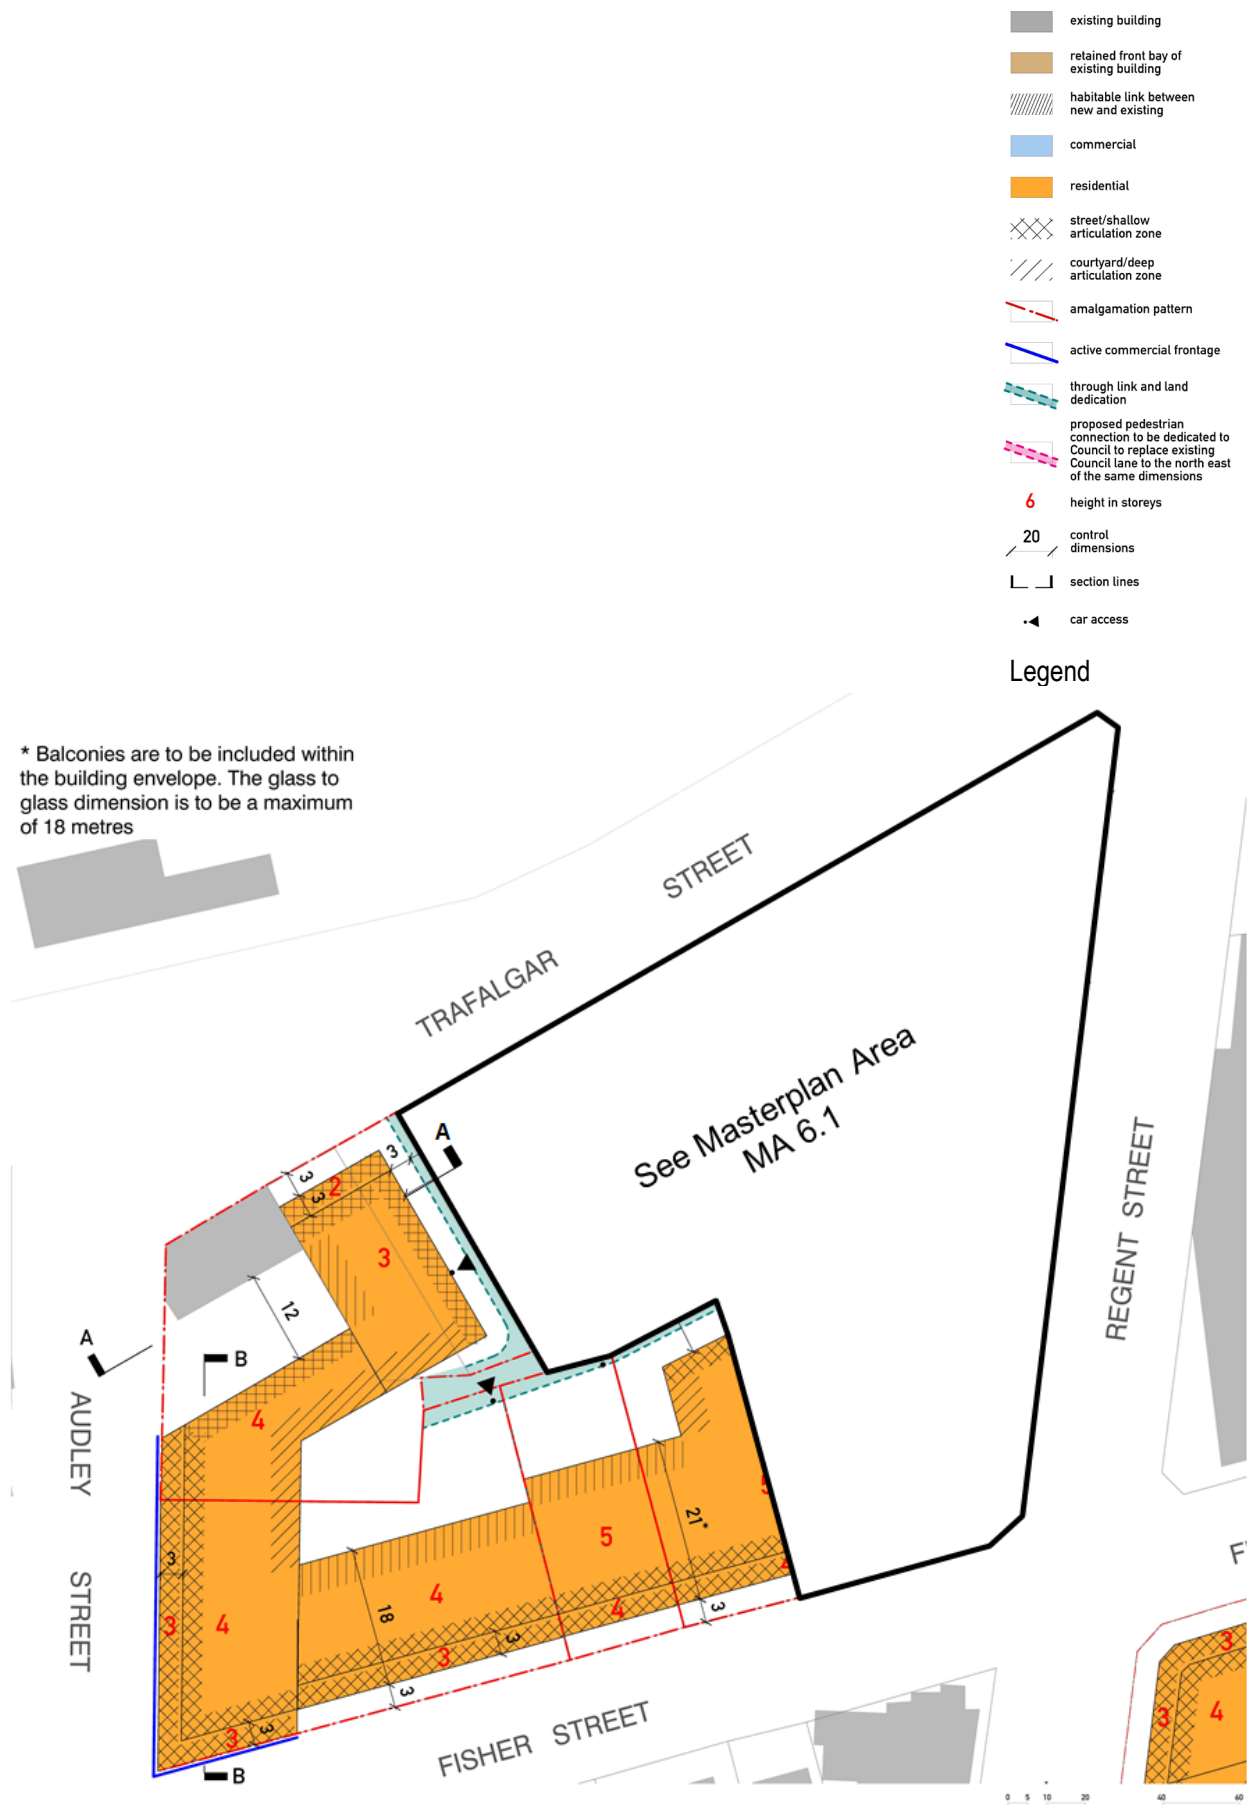 existing building
retained front bay of
existing building
habitable link between
new and existing
commercial
residential
street/shallow
articulation zone
courtyard/deep
articulation zone
amalgamation pattern
active commercial frontage
through link and land
dedication
proposed pedestrian
connection to be dedicated to
Council to replace existing
Council lane to the north east
of the same dimensions
6
height in storeys
20
control
dimensions
section lines
car access
Legend
* Balconies are to be included within
the building envelope. The glass to
glass dimension is to be a maximum
of 18 metres
TRAFALGAR STREET
See Masterplan Area
MA 6.1
REGENT STREET
A
3
3
2
3
3
12
A
B
4
AUDLEY STREET
5
21*
5
4
4
3
3
4
18
4
3
3
3
3
3
3
B
FISHER STREET
F
3
3
4
0 5 10 20 40 60